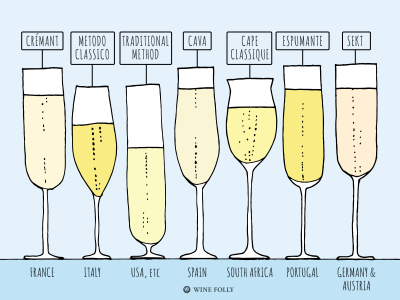 CRÉMANT
METODO
CLASSICO
TRADITIONAL
METHOD
CAVA
CAPE
CLASSIQUE
ESPUMANTE
SEKT
FRANCE
ITALY
USA, ETC
SPAIN
SOUTH AFRICA
PORTUGAL
GERMANY &
AUSTRIA
WINE FOLLY